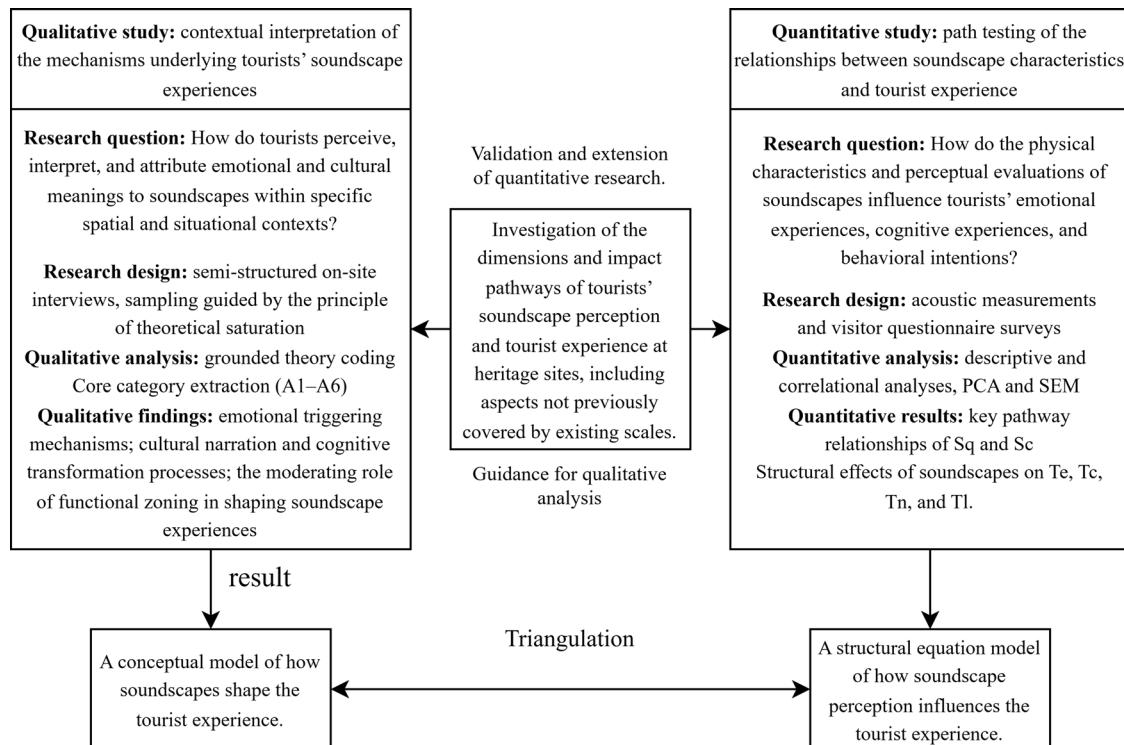 Qualitative study: contextual interpretation of
the mechanisms underlying tourists' soundscape
experiences
Research question: How do tourists perceive,
interpret, and attribute emotional and cultural
meanings to soundscapes within specific
spatial and situational contexts?
Research design: semi-structured on-site
interviews, sampling guided by the principle
of theoretical saturation
Qualitative analysis: grounded theory coding
Core category extraction (A1–A6)
Qualitative findings: emotional triggering
mechanisms; cultural narration and cognitive
transformation processes; the moderating role
of functional zoning in shaping soundscape
experiences
Validation and extension
of quantitative research.
Investigation of the
dimensions and impact
pathways of tourists'
soundscape perception
and tourist experience at
heritage sites, including
aspects not previously
covered by existing scales.
Guidance for qualitative
analysis
Quantitative study: path testing of the
relationships between soundscape characteristics
and tourist experience
Research question: How do the physical
characteristics and perceptual evaluations of
soundscapes influence tourists' emotional
experiences, cognitive experiences, and
behavioral intentions?
Research design: acoustic measurements
and visitor questionnaire surveys
Quantitative analysis: descriptive and
correlational analyses, PCA and SEM
Quantitative results: key pathway
relationships of Sq and Sc
Structural effects of soundscapes on Te, Tc,
Tn, and Tl.
result
Triangulation
A conceptual model of how
soundscapes shape the
tourist experience.
A structural equation model
of how soundscape
perception influences the
tourist experience.